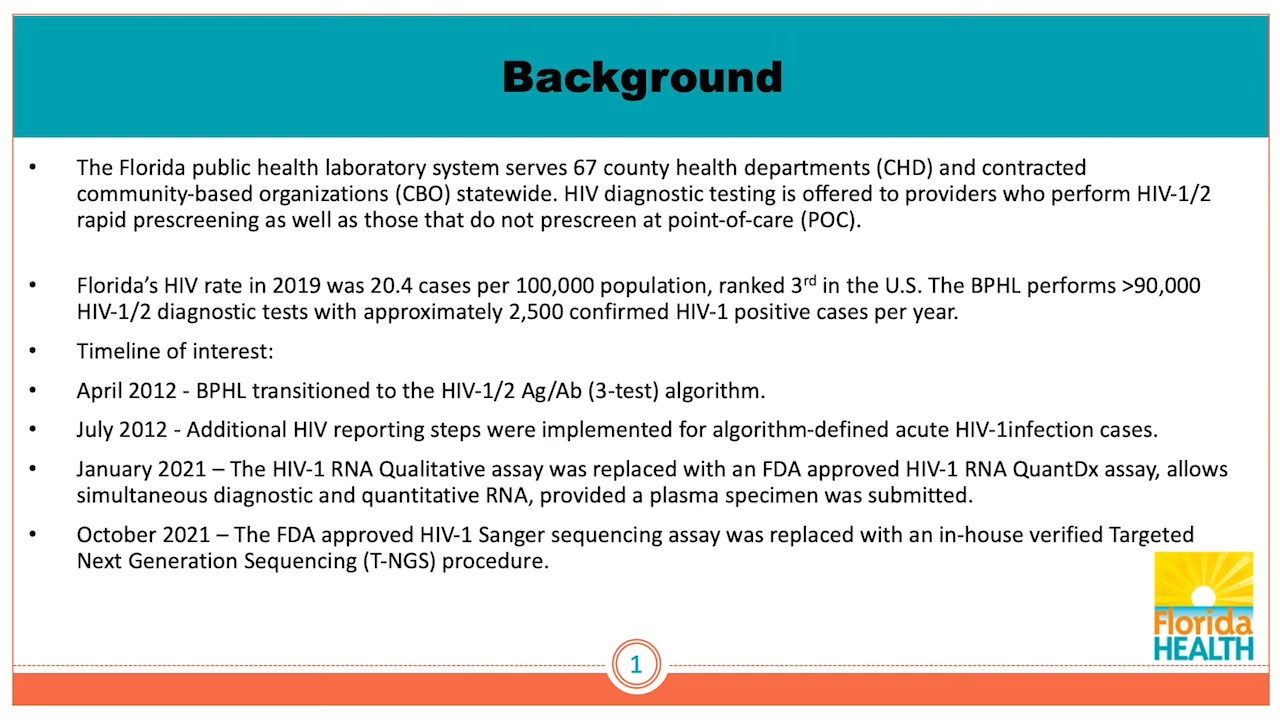 Background
• The Florida public health laboratory system serves 67 county health departments (CHD) and contracted
community-based organizations (CBO) statewide. HIV diagnostic testing is offered to providers who perform HIV-1/2
rapid prescreening as well as those that do not prescreen at point-of-care (POC).
• Florida’s HIV rate in 2019 was 20.4 cases per 100,000 population, ranked 3rd in the U.S. The BPHL performs >90,000
HIV-1/2 diagnostic tests with approximately 2,500 confirmed HIV-1 positive cases per year.
• Timeline of interest:
• April 2012 - BPHL transitioned to the HIV-1/2 Ag/Ab (3-test) algorithm.
• July 2012 - Additional HIV reporting steps were implemented for algorithm-defined acute HIV-1infection cases.
• January 2021 – The HIV-1 RNA Qualitative assay was replaced with an FDA approved HIV-1 RNA QuantDx assay, allows
simultaneous diagnostic and quantitative RNA, provided a plasma specimen was submitted.
• October 2021 – The FDA approved HIV-1 Sanger sequencing assay was replaced with an in-house verified Targeted
Next Generation Sequencing (T-NGS) procedure.
Florida
HEALTH
1